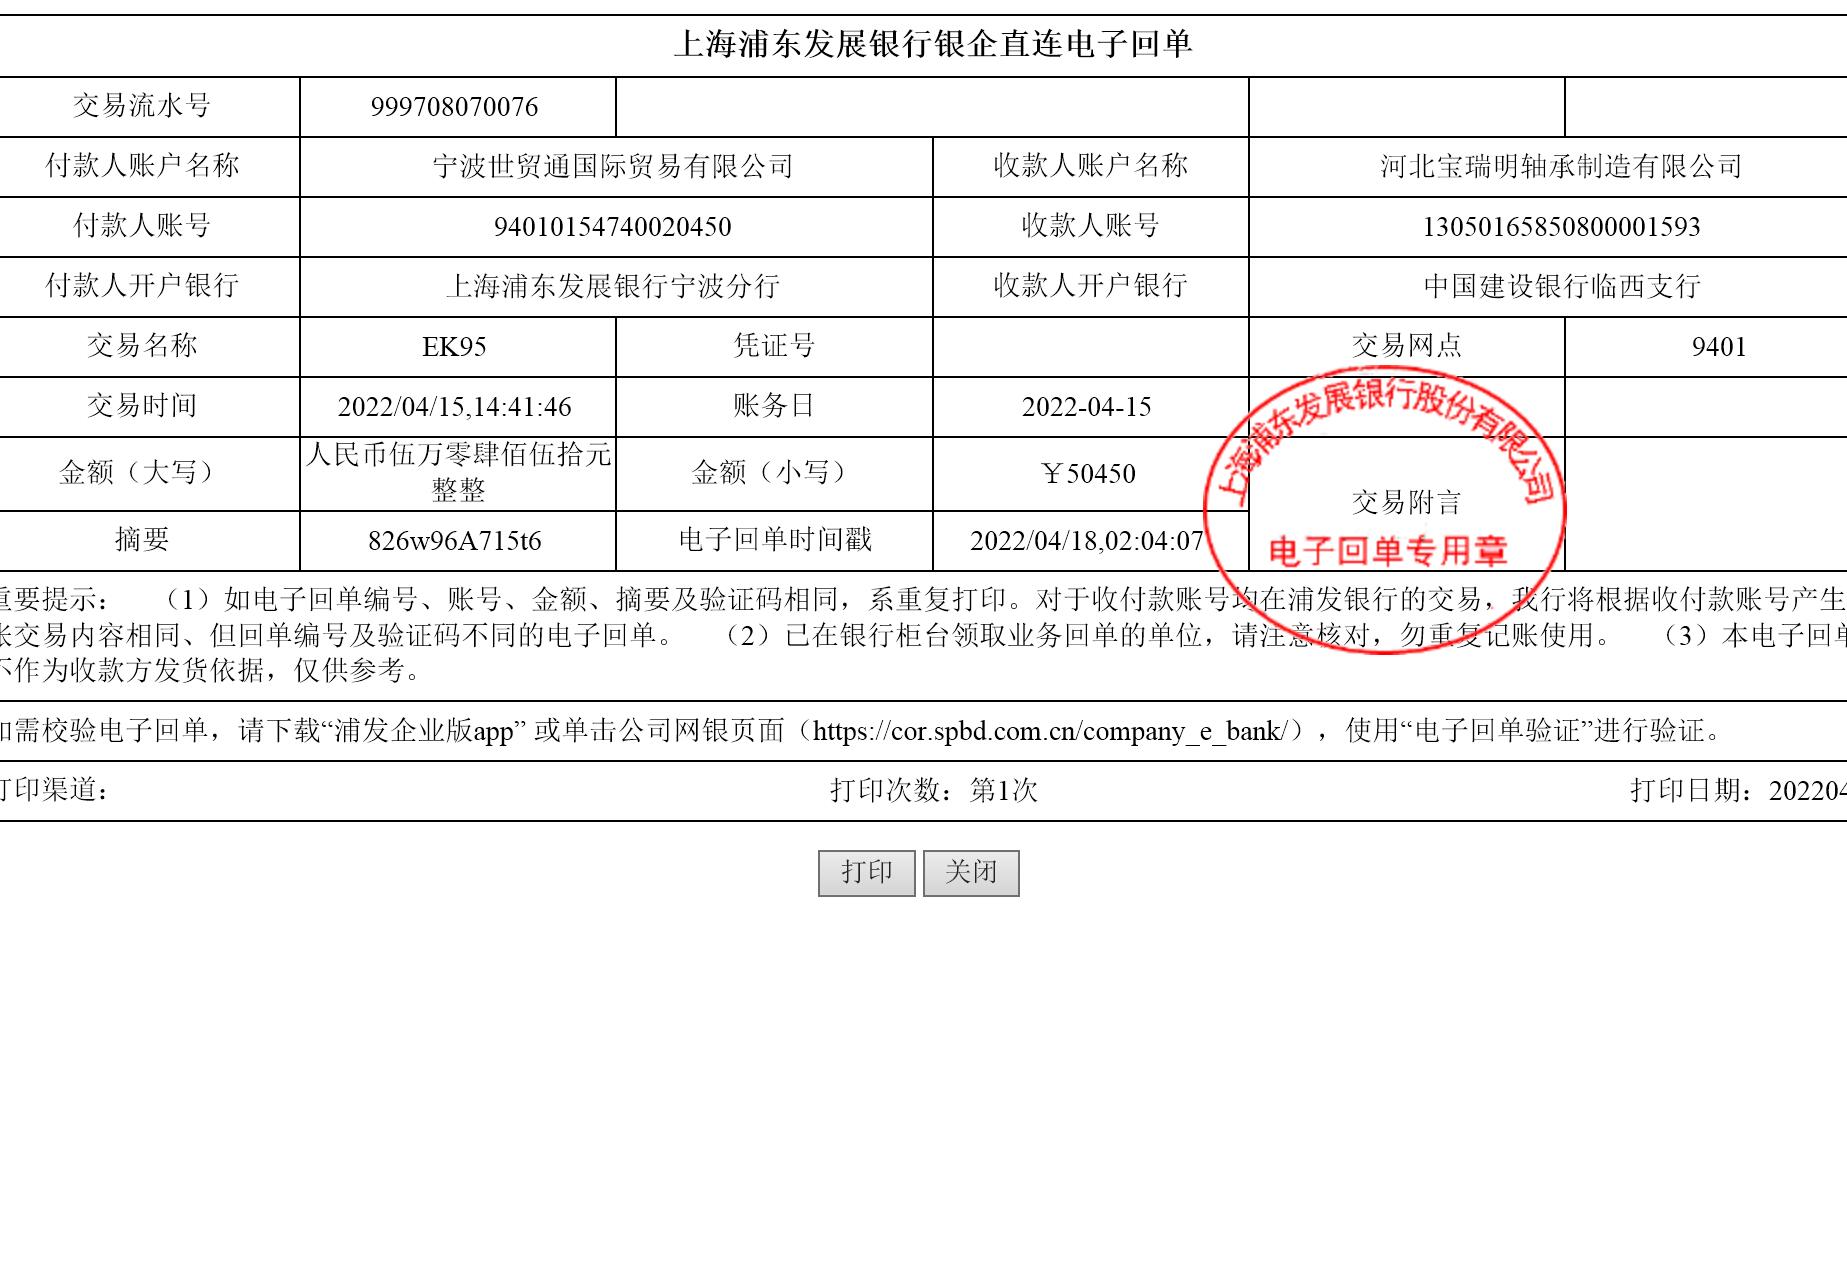 上海浦东发展银行银企直连电子回单
交易流水号 999708070076
付款人账户名称 宁波世贸通国际贸易有限公司 收款人账户名称 河北宝瑞明轴承制造有限公司
付款人账号 94010154740020450 收款人账号 13050165850800001593
付款人开户银行 上海浦东发展银行宁波分行 收款人开户银行 中国建设银行临西支行
交易名称 EK95 凭证号 交易网点 9401
交易时间 2022/04/15,14:41:46 账务日 2022-04-15
金额（大写） 人民币伍万零肆佰伍拾元
整整 金额（小写） ￥50450
摘要 826w96A715t6 电子回单时间戳 2022/04/18,02:04:07 交易附言
上海浦东发展银行股份有限公司
电子回单专用章
重要提示： （1）如电子回单编号、账号、金额、摘要及验证码相同，系重复打印。对于收付款账号均在浦发银行的交易，我行将根据收付款账号产生
张交易内容相同、但回单编号及验证码不同的电子回单。 （2）已在银行柜台领取业务回单的单位，请注意核对，勿重复记账使用。 （3）本电子回单
不作为收款方发货依据，仅供参考。
如需校验电子回单，请下载“浦发企业版app” 或单击公司网银页面（https://cor.spbd.com.cn/company_e_bank/），使用“电子回单验证”进行验证。
打印渠道： 打印次数：第1次 打印日期：202204
打印 关闭